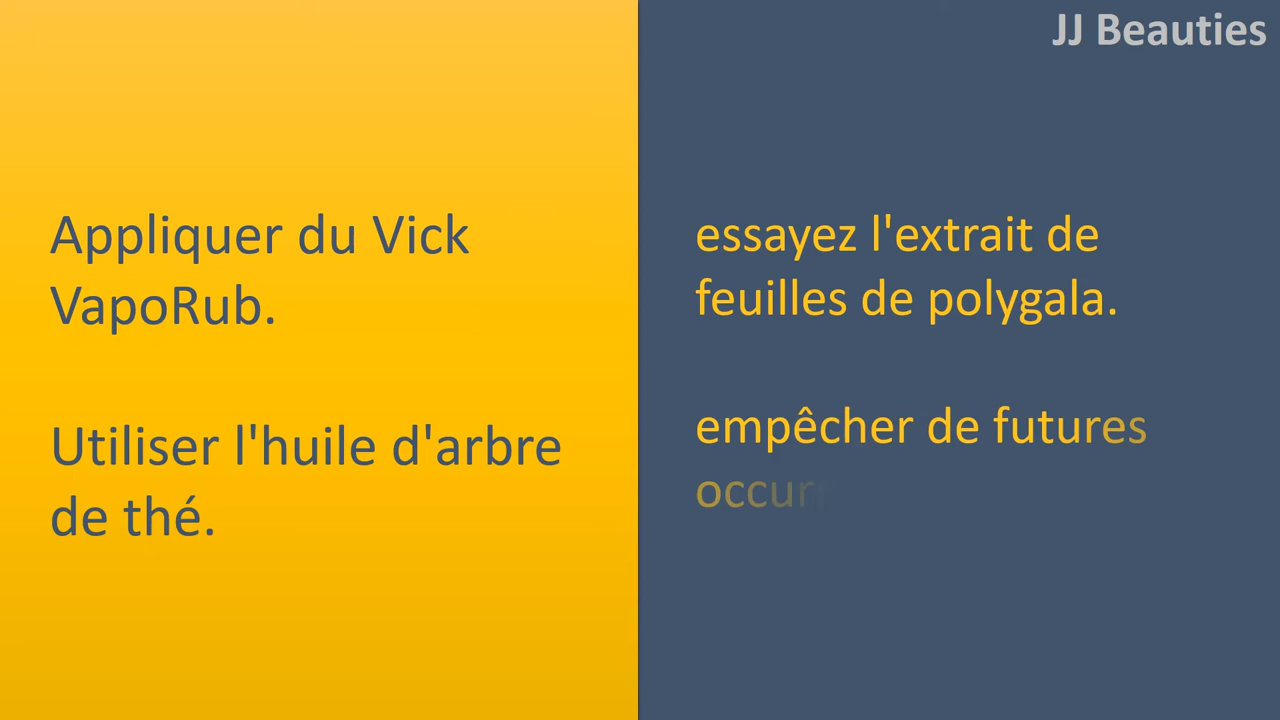 JJ Beauties
Appliquer du Vick
VapoRub.
Utiliser l'huile d'arbre
de thé.
essayez l'extrait de
feuilles de polygala.
empêcher de futures